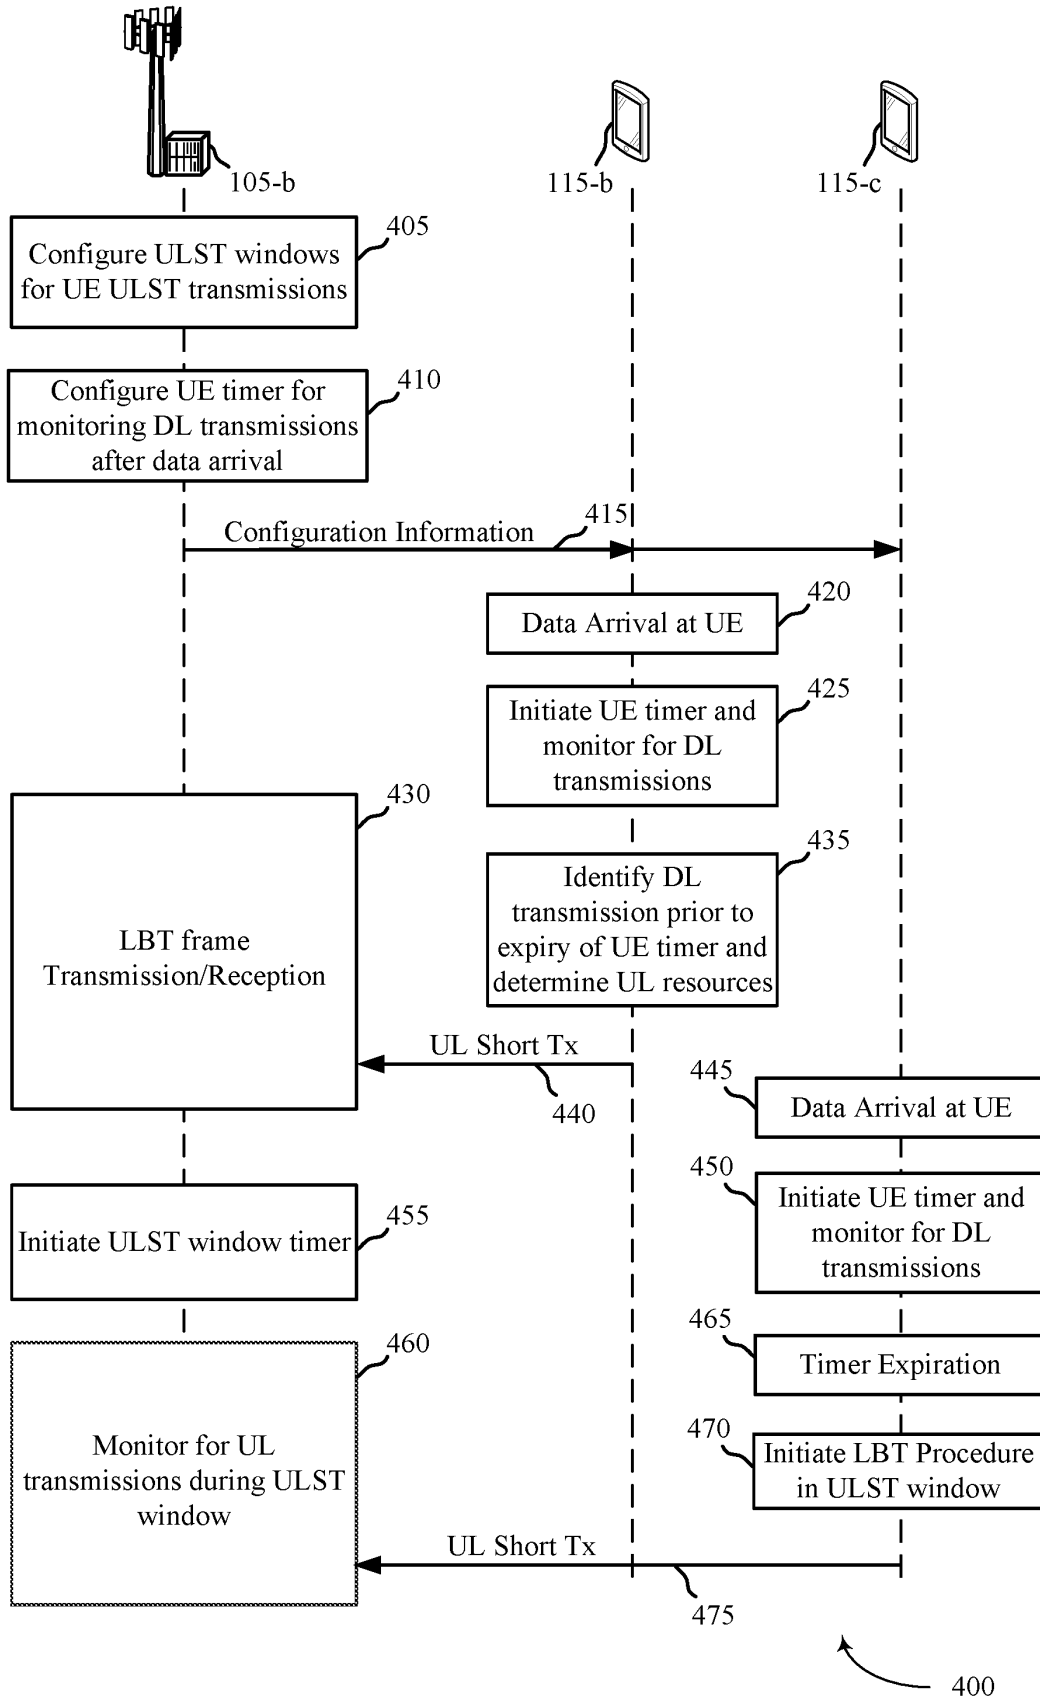 105-b
115-b
115-c
405
Configure ULST windows
for UE ULST transmissions
410
Configure UE timer for
monitoring DL transmissions
after data arrival
415
Configuration Information
420
Data Arrival at UE
425
Initiate UE timer and
monitor for DL
transmissions
430
LBT frame
Transmission/Reception
435
Identify DL
transmission prior to
expiry of UE timer and
determine UL resources
UL Short Tx
440
445
Data Arrival at UE
450
Initiate UE timer and
monitor for DL
transmissions
455
Initiate ULST window timer
460
Monitor for UL
transmissions during ULST
window
465
Timer Expiration
470
Initiate LBT Procedure
in ULST window
UL Short Tx
475
400